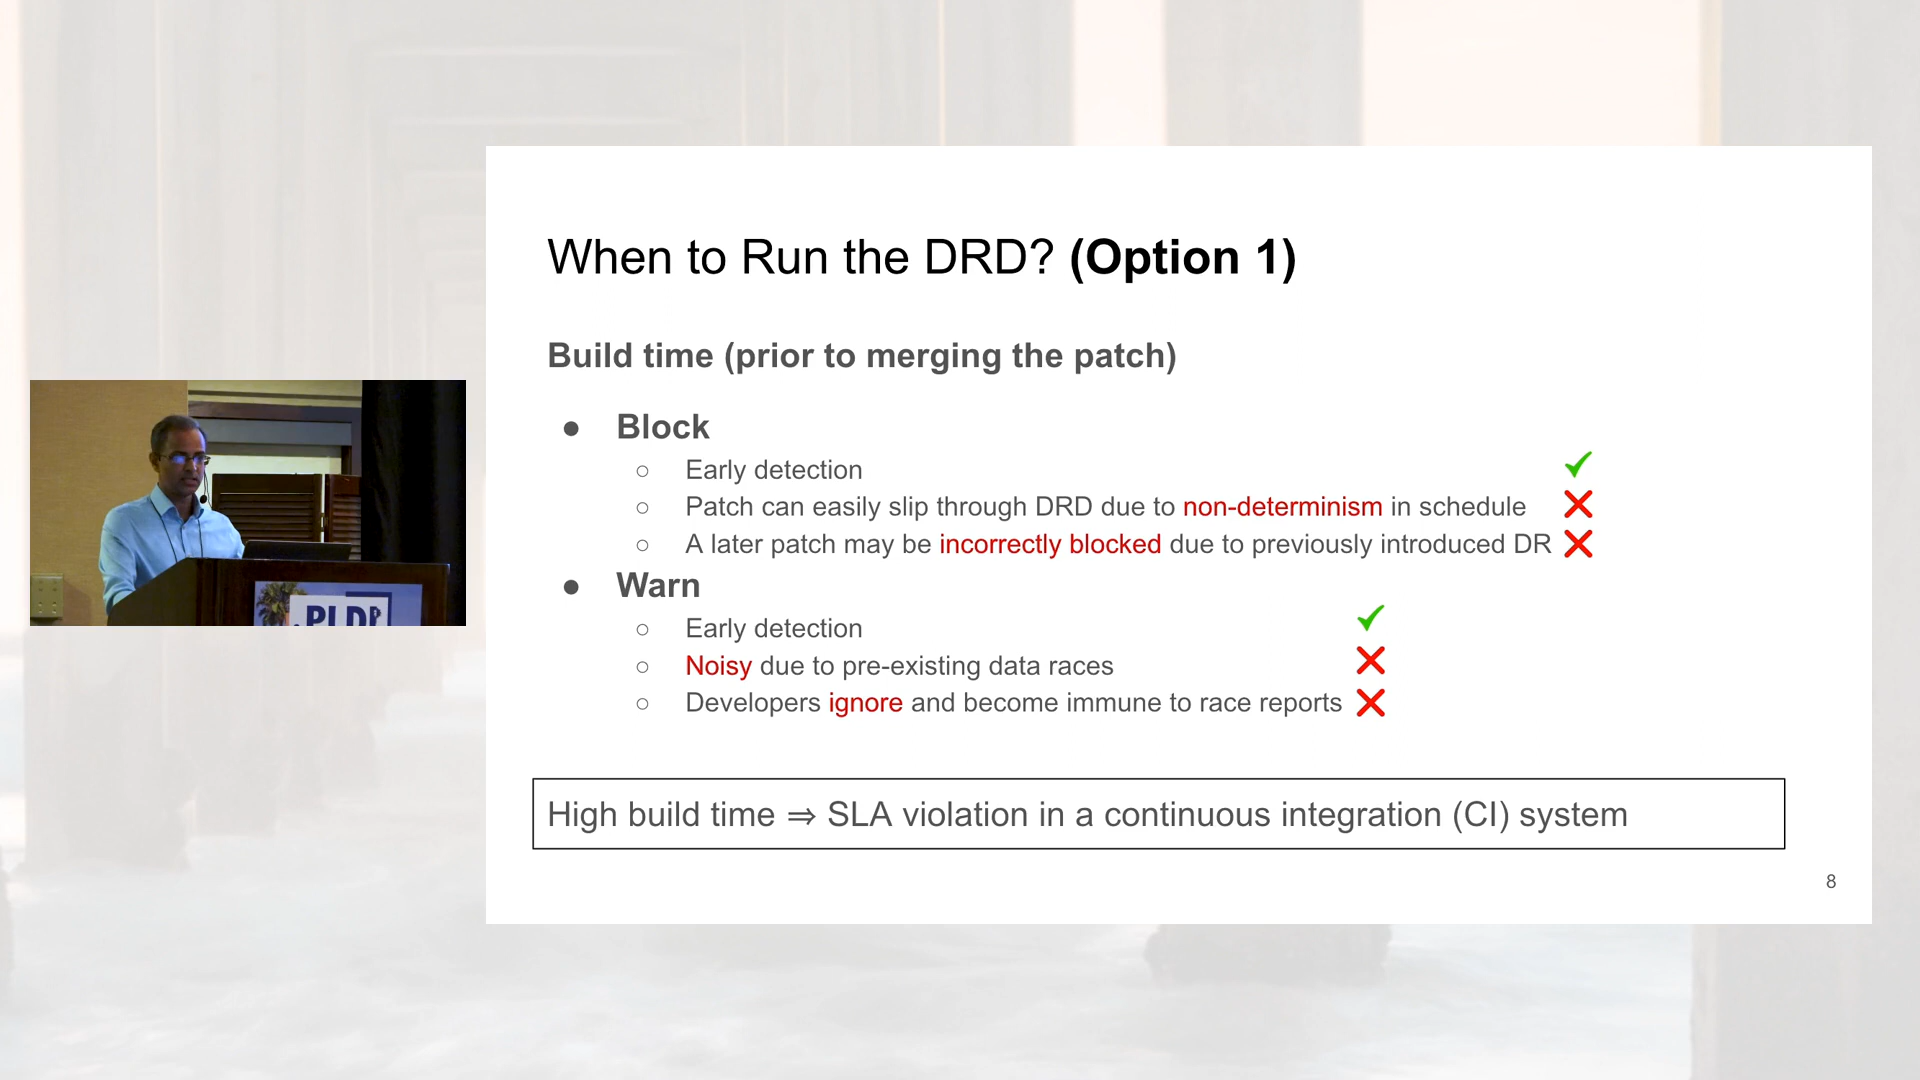 When to Run the DRD? (Option 1)
Build time (prior to merging the patch)
● Block
○ Early detection
○ Patch can easily slip through DRD due to non-determinism in schedule
○ A later patch may be incorrectly blocked due to previously introduced DR
● Warn
○ Early detection
○ Noisy due to pre-existing data races
○ Developers ignore and become immune to race reports
High build time ⇒ SLA violation in a continuous integration (CI) system
8
PLDI